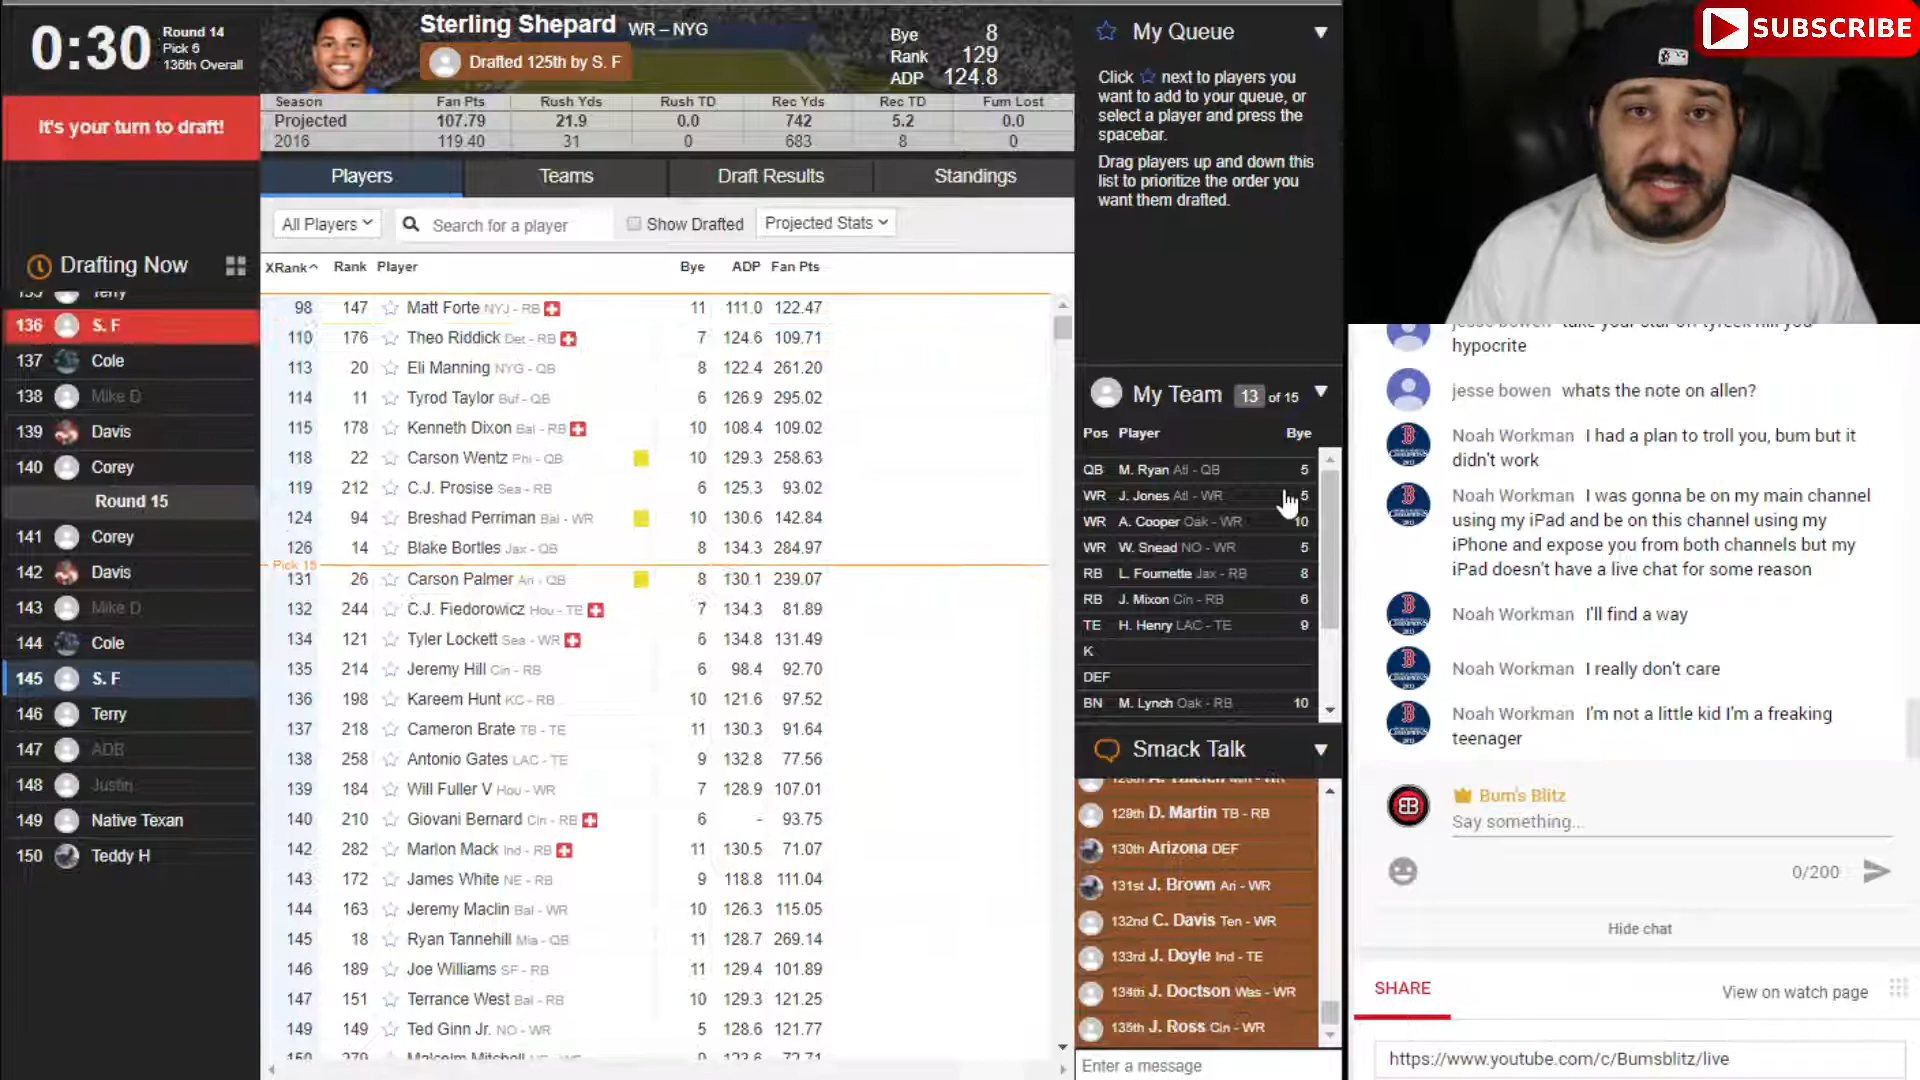 0:30
Round 14
Pick 6
136th Overall
It's your turn to draft!
Drafting Now
136 S. F
137 Cole
138 Mike D
139 Davis
140 Corey
Round 15
141 Corey
142 Davis
143 Mike D
144 Cole
145 S. F
146 Terry
147 ADB
148 Justin
149 Native Texan
150 Teddy H
Sterling Shepard WR – NYG
Drafted 125th by S. F
Bye 8
Rank 129
ADP 124.8
Season Fan Pts Rush Yds Rush TD Rec Yds Rec TD Fum Lost
Projected 107.79 21.9 0.0 742 5.2 0.0
2016 119.40 31 0 683 8 0
Players Teams Draft Results Standings
All Players Search for a player Show Drafted Projected Stats
XRank^ Rank Player Bye ADP Fan Pts
98 147 Matt Forte NYJ - RB 11 111.0 122.47
110 176 Theo Riddick Det - RB 7 124.6 109.71
113 20 Eli Manning NYG - QB 8 122.4 261.20
114 11 Tyrod Taylor Buf - QB 6 126.9 295.02
115 178 Kenneth Dixon Bal - RB 10 108.4 109.02
118 22 Carson Wentz Phi - QB 10 129.3 258.63
119 212 C.J. Prosise Sea - RB 6 125.3 93.02
124 94 Breshad Perriman Bal - WR 10 130.6 142.84
126 14 Blake Bortles Jax - QB 8 134.3 284.97
Pick 15
131 26 Carson Palmer Ari - QB 8 130.1 239.07
132 244 C.J. Fiedorowicz Hou - TE 7 134.3 81.89
134 121 Tyler Lockett Sea - WR 6 134.8 131.49
135 214 Jeremy Hill Cin - RB 6 98.4 92.70
136 198 Kareem Hunt KC - RB 10 121.6 97.52
137 218 Cameron Brate TB - TE 11 130.3 91.64
138 258 Antonio Gates LAC - TE 9 132.8 77.56
139 184 Will Fuller V Hou - WR 7 128.9 107.01
140 210 Giovani Bernard Cin - RB 6 - 93.75
142 282 Marlon Mack Ind - RB 11 130.5 71.07
143 172 James White NE - RB 9 118.8 111.04
144 163 Jeremy Maclin Bal - WR 10 126.3 115.05
145 18 Ryan Tannehill Mia - QB 11 128.7 269.14
146 189 Joe Williams SF - RB 11 129.4 101.89
147 151 Terrance West Bal - RB 10 129.3 121.25
149 149 Ted Ginn Jr. NO - WR 5 128.6 121.77
My Queue
Click ☆ next to players you
want to add to your queue, or
select a player and press the
spacebar.
Drag players up and down this
list to prioritize the order you
want them drafted.
My Team 13 of 15
Pos Player Bye
QB M. Ryan Atl - QB 5
WR J. Jones Atl - WR 5
WR A. Cooper Oak - WR 10
WR W. Snead NO - WR 5
RB L. Fournette Jax - RB 8
RB J. Mixon Cin - RB 6
TE H. Henry LAC - TE 9
K
DEF
BN M. Lynch Oak - RB 10
Smack Talk
129th D. Martin TB - RB
130th Arizona DEF
131st J. Brown Ari - WR
132nd C. Davis Ten - WR
133rd J. Doyle Ind - TE
134th J. Doctson Was - WR
135th J. Ross Cin - WR
Enter a message
SUBSCRIBE
jesse bowen take your star off tyreek hill you
hypocrite
jesse bowen whats the note on allen?
Noah Workman I had a plan to troll you, bum but it
didn't work
Noah Workman I was gonna be on my main channel
using my iPad and be on this channel using my
iPhone and expose you from both channels but my
iPad doesn't have a live chat for some reason
Noah Workman I'll find a way
Noah Workman I really don't care
Noah Workman I'm not a little kid I'm a freaking
teenager
BB
Bum's Blitz
Say something...
0/200
Hide chat
SHARE View on watch page
https://www.youtube.com/c/Bumsblitz/live